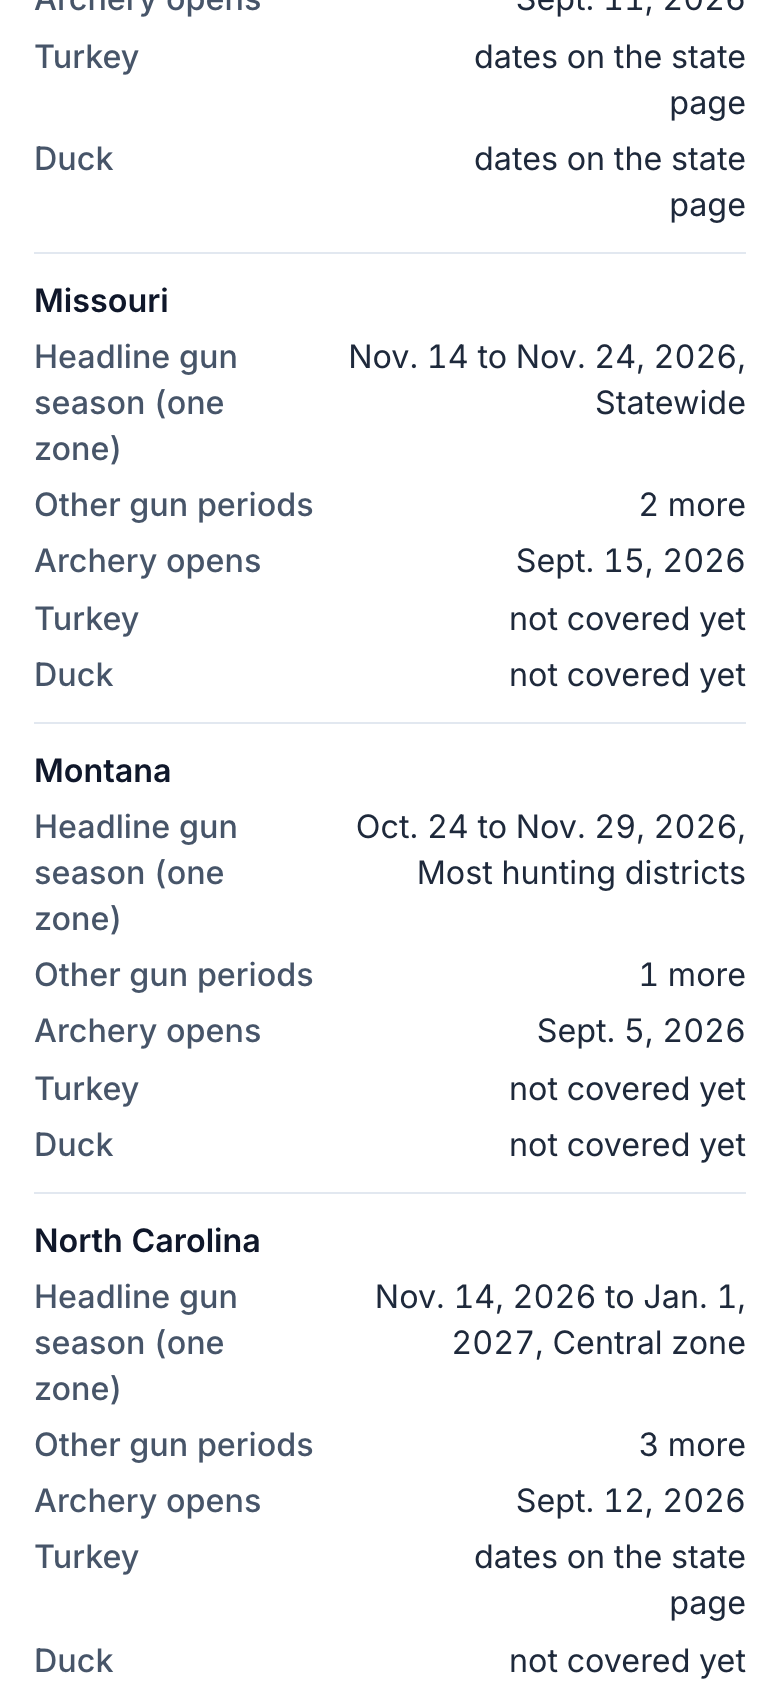 Archery opens Sept. 11, 2026
Turkey dates on the state
page
Duck dates on the state
page
Missouri
Headline gun Nov. 14 to Nov. 24, 2026,
season (one Statewide
zone)
Other gun periods 2 more
Archery opens Sept. 15, 2026
Turkey not covered yet
Duck not covered yet
Montana
Headline gun Oct. 24 to Nov. 29, 2026,
season (one Most hunting districts
zone)
Other gun periods 1 more
Archery opens Sept. 5, 2026
Turkey not covered yet
Duck not covered yet
North Carolina
Headline gun Nov. 14, 2026 to Jan. 1,
season (one 2027, Central zone
zone)
Other gun periods 3 more
Archery opens Sept. 12, 2026
Turkey dates on the state
page
Duck not covered yet